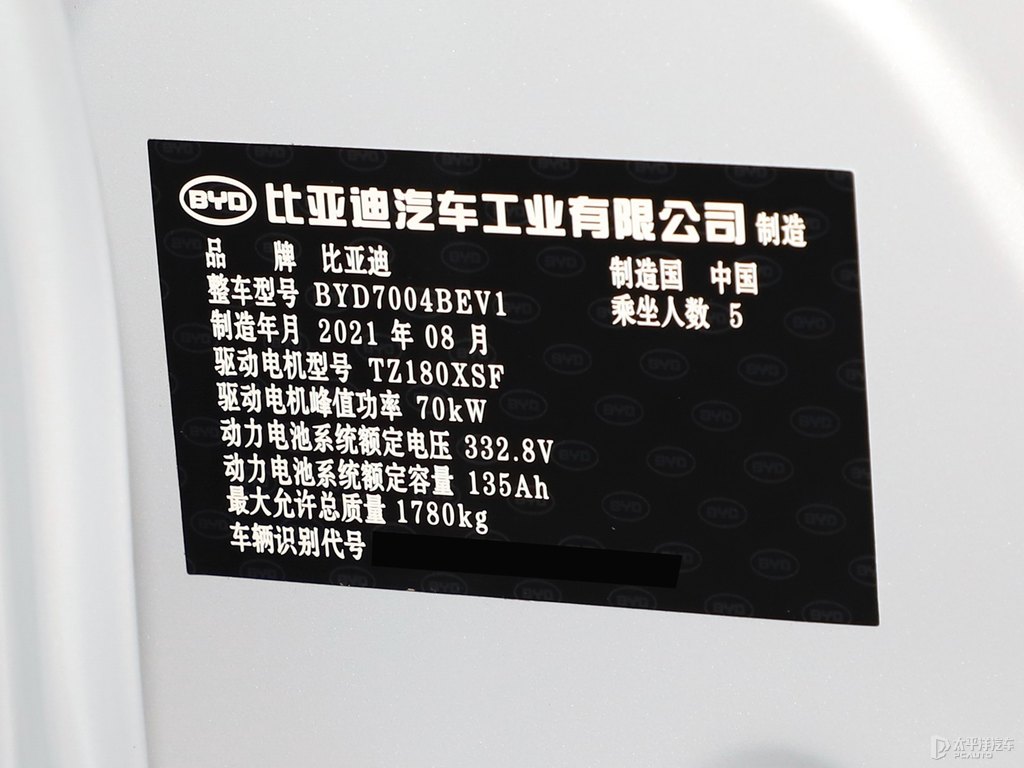 BYD 比亚迪汽车工业有限公司 制造
品 牌 比亚迪 制造国 中国
整车型号 BYD7004BEV1 乘坐人数 5
制造年月 2021 年 08 月
驱动电机型号 TZ180XSF
驱动电机峰值功率 70kW
动力电池系统额定电压 332.8V
动力电池系统额定容量 135Ah
最大允许总质量 1780kg
车辆识别代号
太平洋汽车
PCAUTO